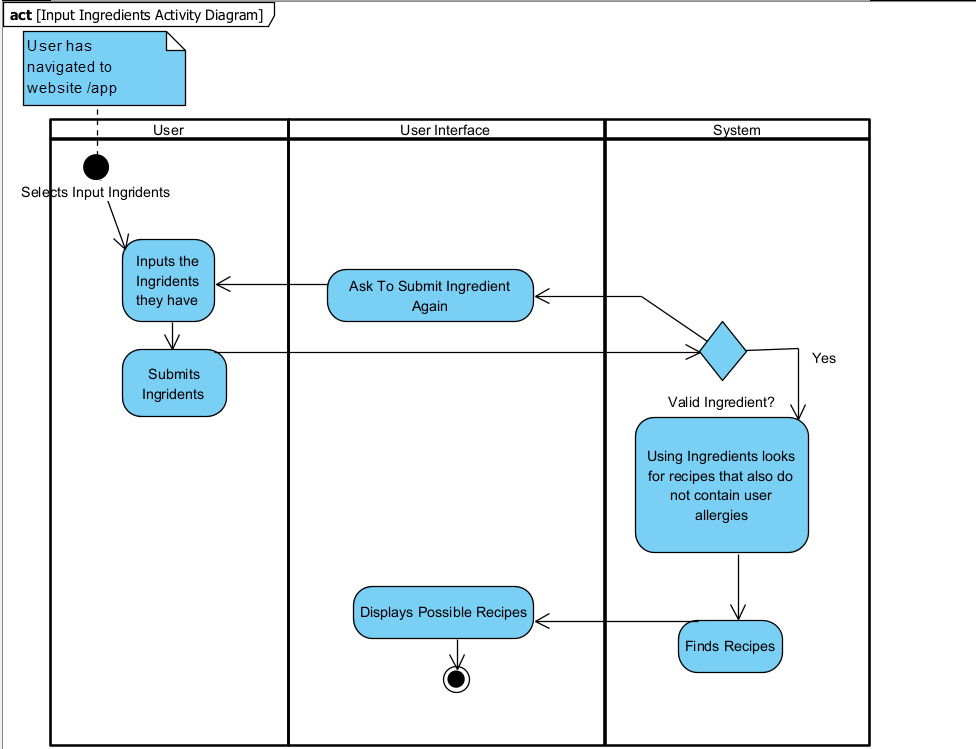 act [Input Ingredients Activity Diagram]
User has
navigated to
website /app
User
User Interface
System
Selects Input Ingridents
Inputs the
Ingridents
they have
Ask To Submit Ingredient
Again
Submits
Ingridents
Yes
Valid Ingredient?
Using Ingredients looks
for recipes that also do
not contain user
allergies
Displays Possible Recipes
Finds Recipes